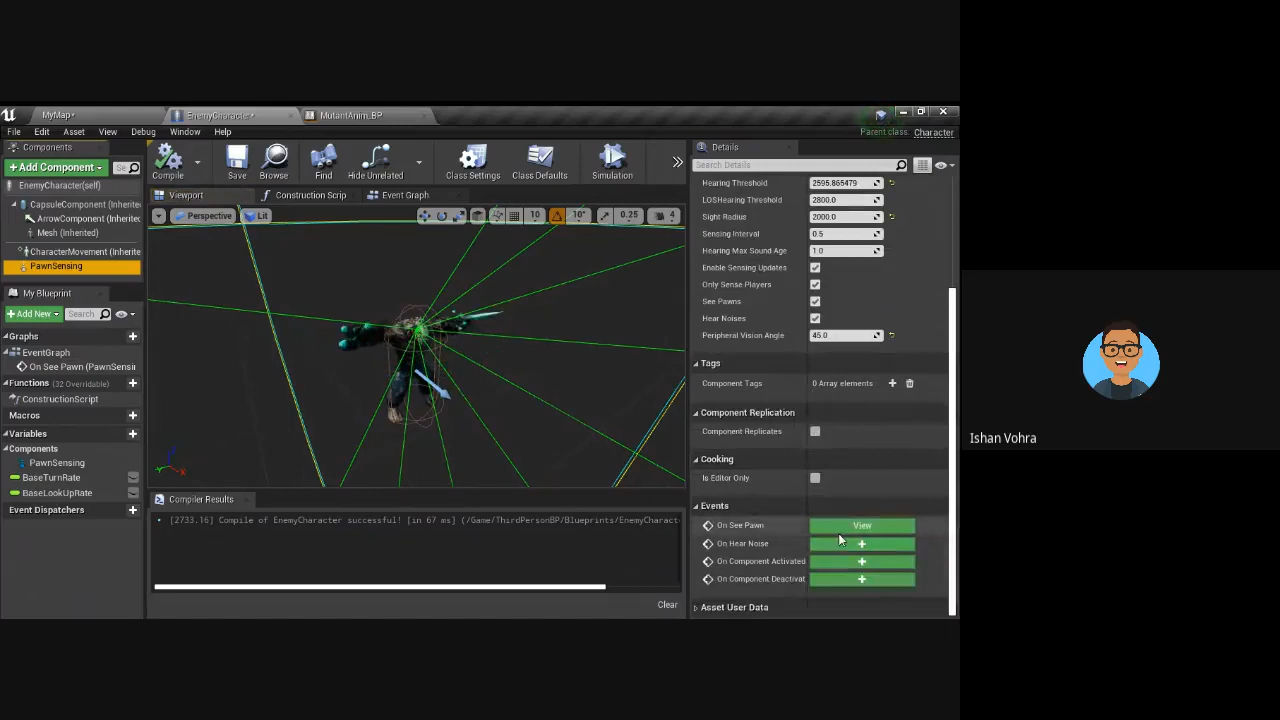 MyMap*
EnemyCharacter*
MutantAnim_BP
File
Edit
Asset
View
Debug
Window
Help
Parent class:
Character
Components
Details
Add Component
Compile
Save
Browse
Find
Hide Unrelated
Class Settings
Class Defaults
Simulation
Search Details
EnemyCharacter(self)
CapsuleComponent (Inherite
ArrowComponent (Inherited
Mesh (Inherited)
CharacterMovement (Inherite
PawnSensing
Viewport
Construction Scrip
Event Graph
Perspective
Lit
10
10°
0.25
4
Hearing Threshold
2595.865479
LOSHearing Threshold
2800.0
Sight Radius
2000.0
Sensing Interval
0.5
Hearing Max Sound Age
1.0
Enable Sensing Updates
Only Sense Players
See Pawns
Hear Noises
Peripheral Vision Angle
45.0
Tags
Component Tags
0 Array elements
Component Replication
Component Replicates
Cooking
Is Editor Only
Events
On See Pawn
View
On Hear Noise
On Component Activated
On Component Deactivat
Asset User Data
My Blueprint
Add New
Search
Graphs
EventGraph
On See Pawn (PawnSensin
Functions (32 Overridable)
ConstructionScript
Macros
Variables
Components
PawnSensing
BaseTurnRate
BaseLookUpRate
Event Dispatchers
Compiler Results
[2733.16] Compile of EnemyCharacter successful! [in 67 ms] (/Game/ThirdPersonBP/Blueprints/EnemyCharact
Clear
Ishan Vohra